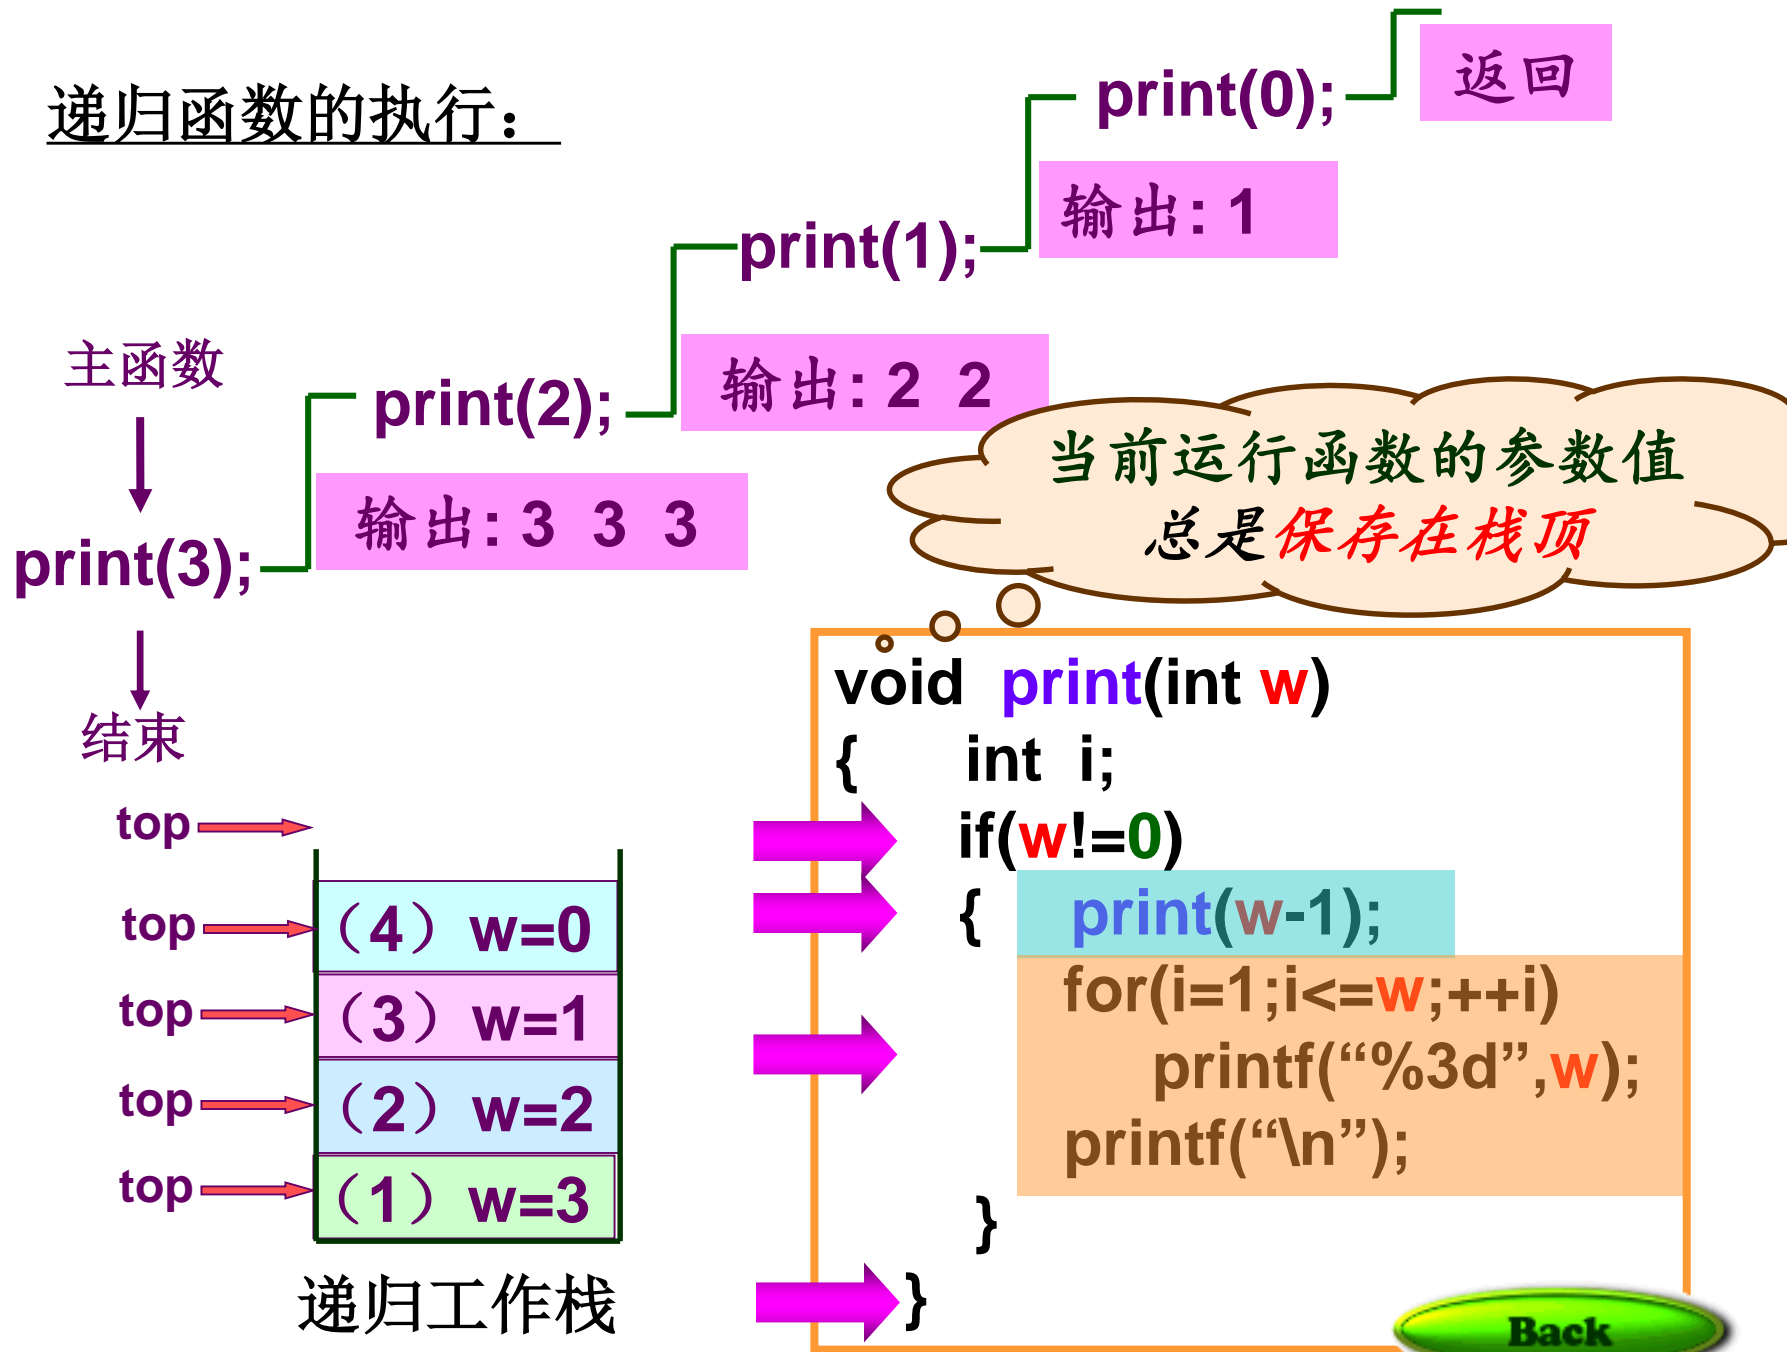 递归函数的执行：
print(0);
返回
输出: 1
print(1);
输出: 2 2
主函数
print(2);
输出: 3 3 3
print(3);
结束
当前运行函数的参数值
总是保存在栈顶
top
top
（4）w=0
top
（3）w=1
top
（2）w=2
top
（1）w=3
递归工作栈
void print(int w)
{ int i;
if(w!=0)
{ print(w-1);
for(i=1;i<=w;++i)
printf(“%3d”,w);
printf(“\n”);
}
}
Back